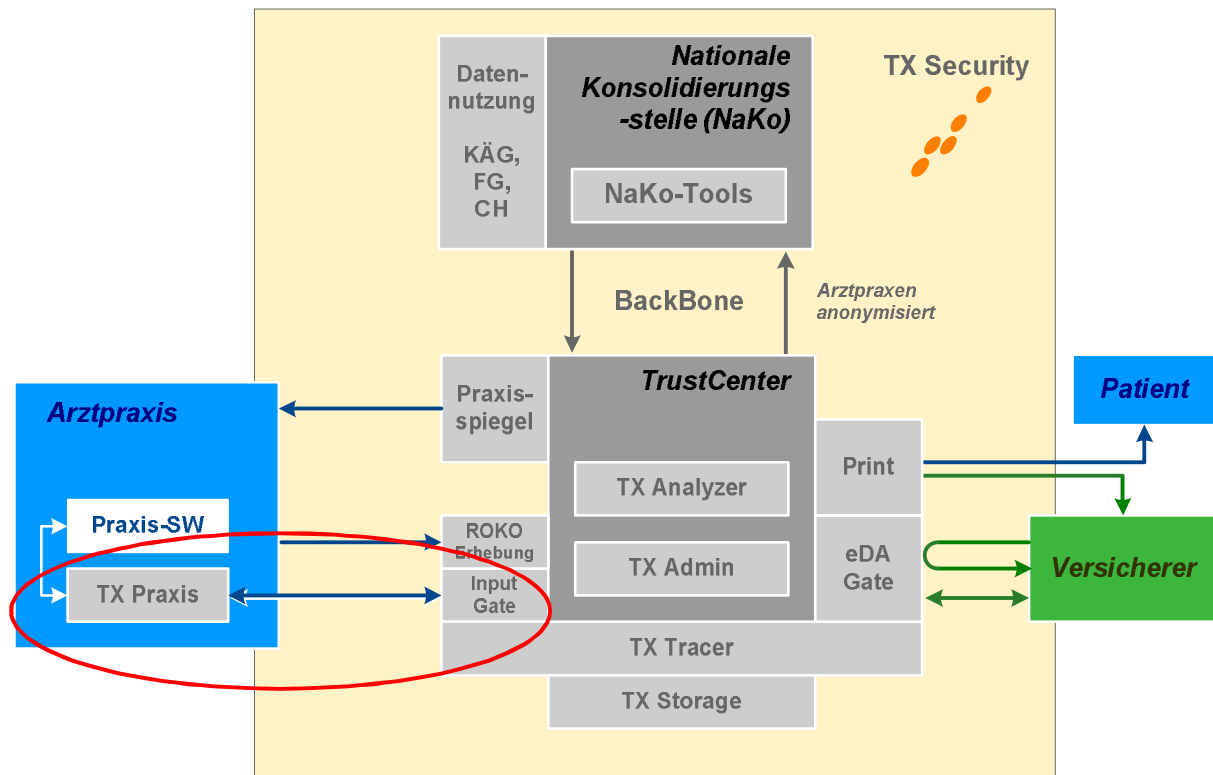 Daten-
nutzung
KÄG,
FG,
CH
Nationale
Konsolidierungs
-stelle (NaKo)
NaKo-Tools
TX Security
BackBone
Arztpraxen
anonymisiert
Arztpraxis
Praxis-SW
TX Praxis
Praxis-
spiegel
ROKO
Erhebung
Input
Gate
TrustCenter
TX Analyzer
TX Admin
Print
eDA
Gate
TX Tracer
TX Storage
Patient
Versicherer